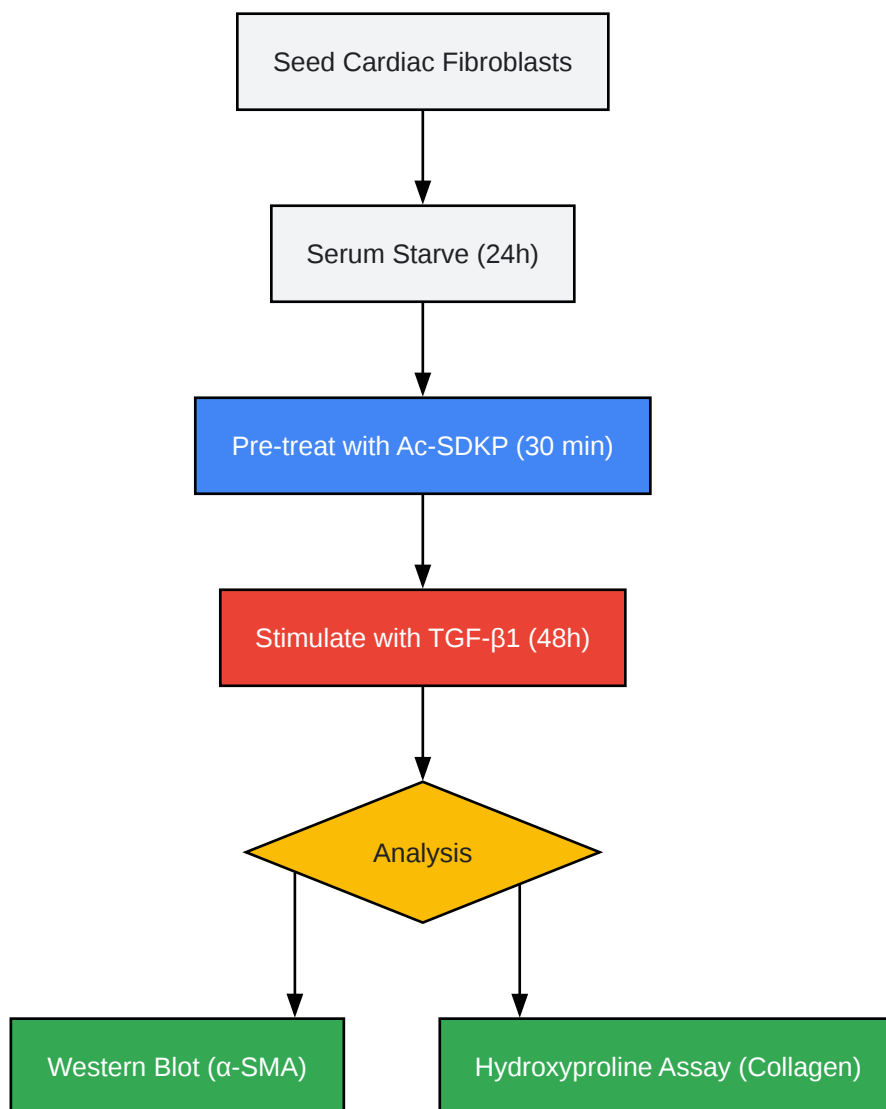 Seed Cardiac Fibroblasts
Serum Starve (24h)
Pre-treat with Ac-SDKP (30 min)
Stimulate with TGF-β1 (48h)
Analysis
Western Blot (α-SMA)
Hydroxyproline Assay (Collagen)